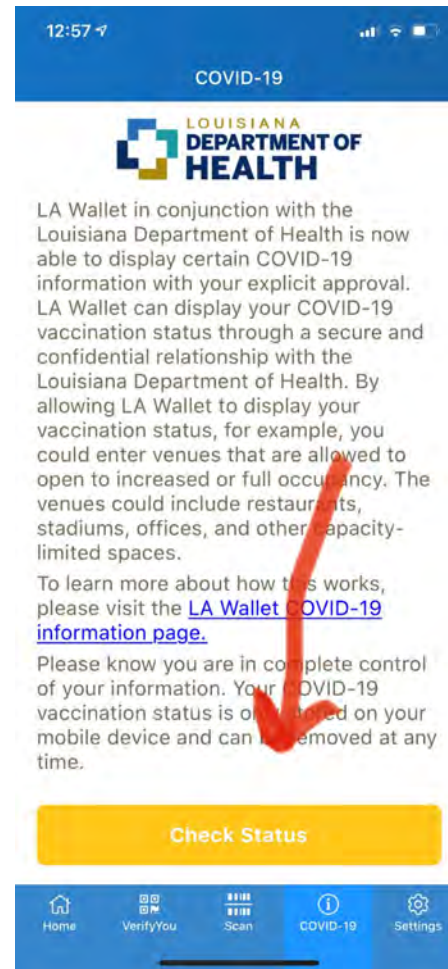 12:57
COVID-19
LOUISIANA
DEPARTMENT OF
HEALTH
LA Wallet in conjunction with the
Louisiana Department of Health is now
able to display certain COVID-19
information with your explicit approval.
LA Wallet can display your COVID-19
vaccination status through a secure and
confidential relationship with the
Louisiana Department of Health. By
allowing LA Wallet to display your
vaccination status, for example, you
could enter venues that are allowed to
open to increased or full occupancy. The
venues could include restaurants,
stadiums, offices, and other capacity-
limited spaces.
To learn more about how this works,
please visit the LA Wallet COVID-19
information page.
Please know you are in complete control
of your information. Your COVID-19
vaccination status is only stored on your
mobile device and can be removed at any
time.
Check Status
Home VerifyYou Scan COVID-19 Settings